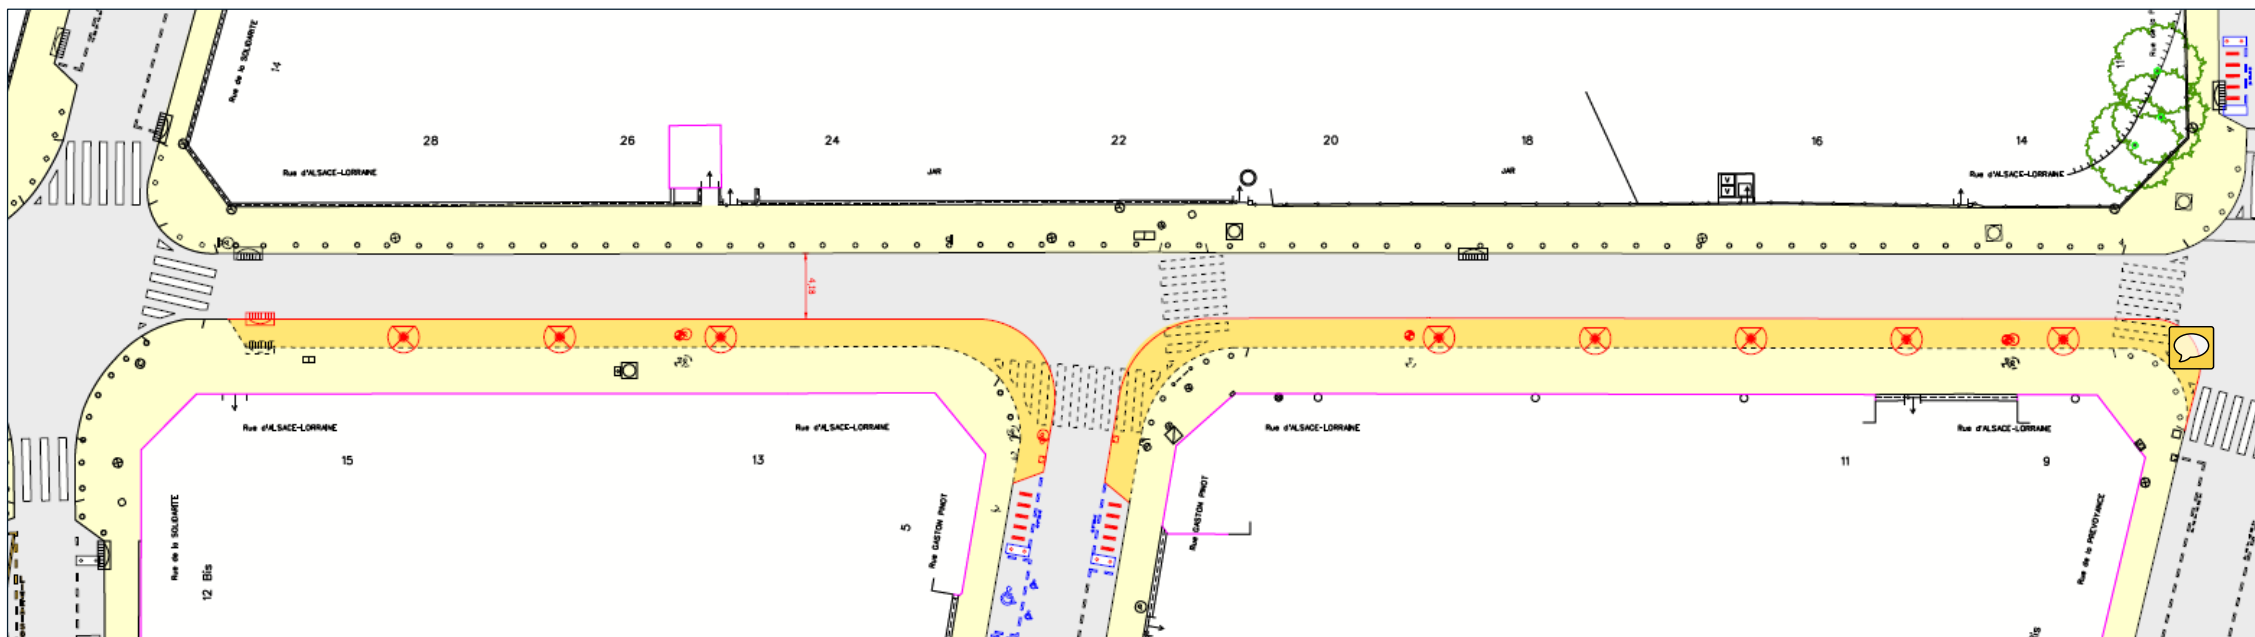 Rue de la SOLIDARITE
14
11
28
26
24
22
20
18
16
14
Rue d'ALSACE-LORRAINE
JAR
JAR
Rue d'ALSACE-LORRAINE
V
V
4,18
Rue d'ALSACE-LORRAINE
Rue d'ALSACE-LORRAINE
Rue d'ALSACE-LORRAINE
Rue d'ALSACE-LORRAINE
15
13
11
9
Rue de la SOLIDARITE
12 Bis
5
Rue GASTON PINOT
Rue GASTON PINOT
Rue de la PREVOYANCE